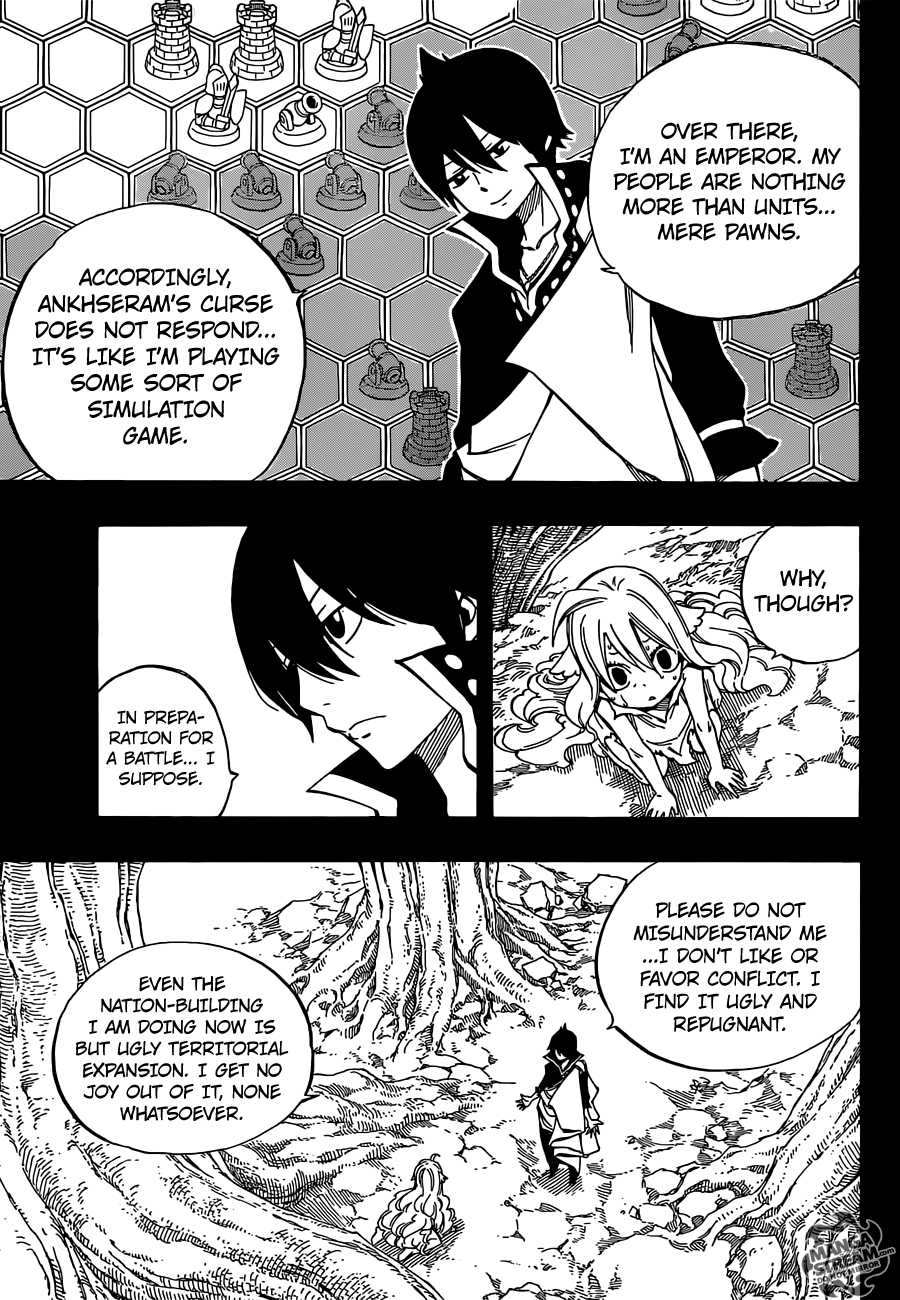 OVER THERE,
I'M AN EMPEROR. MY
PEOPLE ARE NOTHING
MORE THAN UNITS...
MERE PAWNS.
ACCORDINGLY,
ANKHSERAM'S CURSE
DOES NOT RESPOND...
IT'S LIKE I'M PLAYING
SOME SORT OF
SIMULATION
GAME.
WHY,
THOUGH?
IN PREPA-
RATION FOR
A BATTLE... I
SUPPOSE.
PLEASE DO NOT
MISUNDERSTAND ME
...I DON'T LIKE OR
FAVOR CONFLICT. I
FIND IT UGLY AND
REPUGNANT.
EVEN THE
NATION-BUILDING
I AM DOING NOW IS
BUT UGLY TERRITORIAL
EXPANSION. I GET NO
JOY OUT OF IT, NONE
WHATSOEVER.
MANGA
STREAM.com